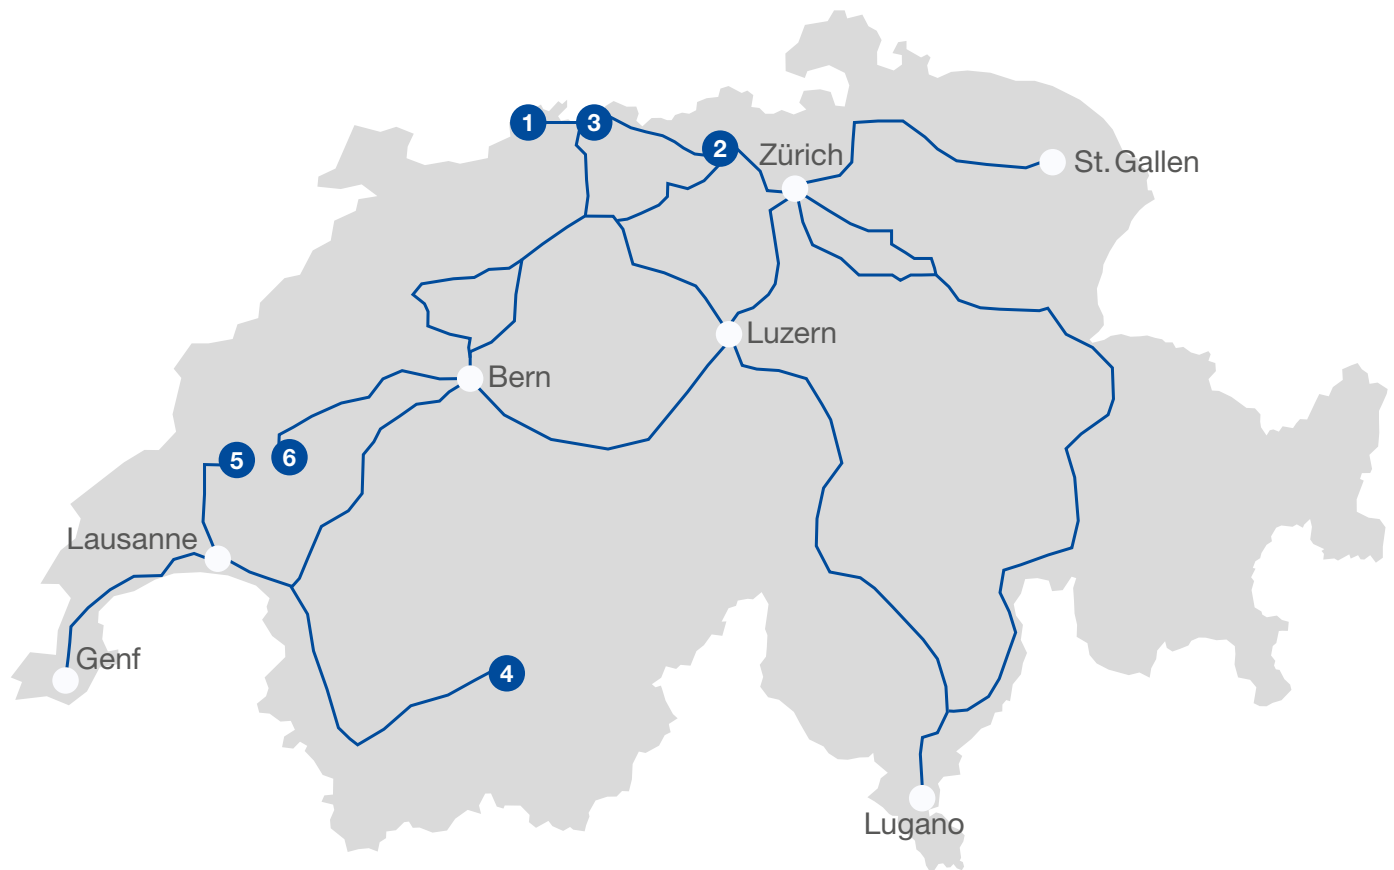 1
3
2
Zürich
St. Gallen
Luzern
Bern
5
6
Lausanne
Genf
4
Lugano